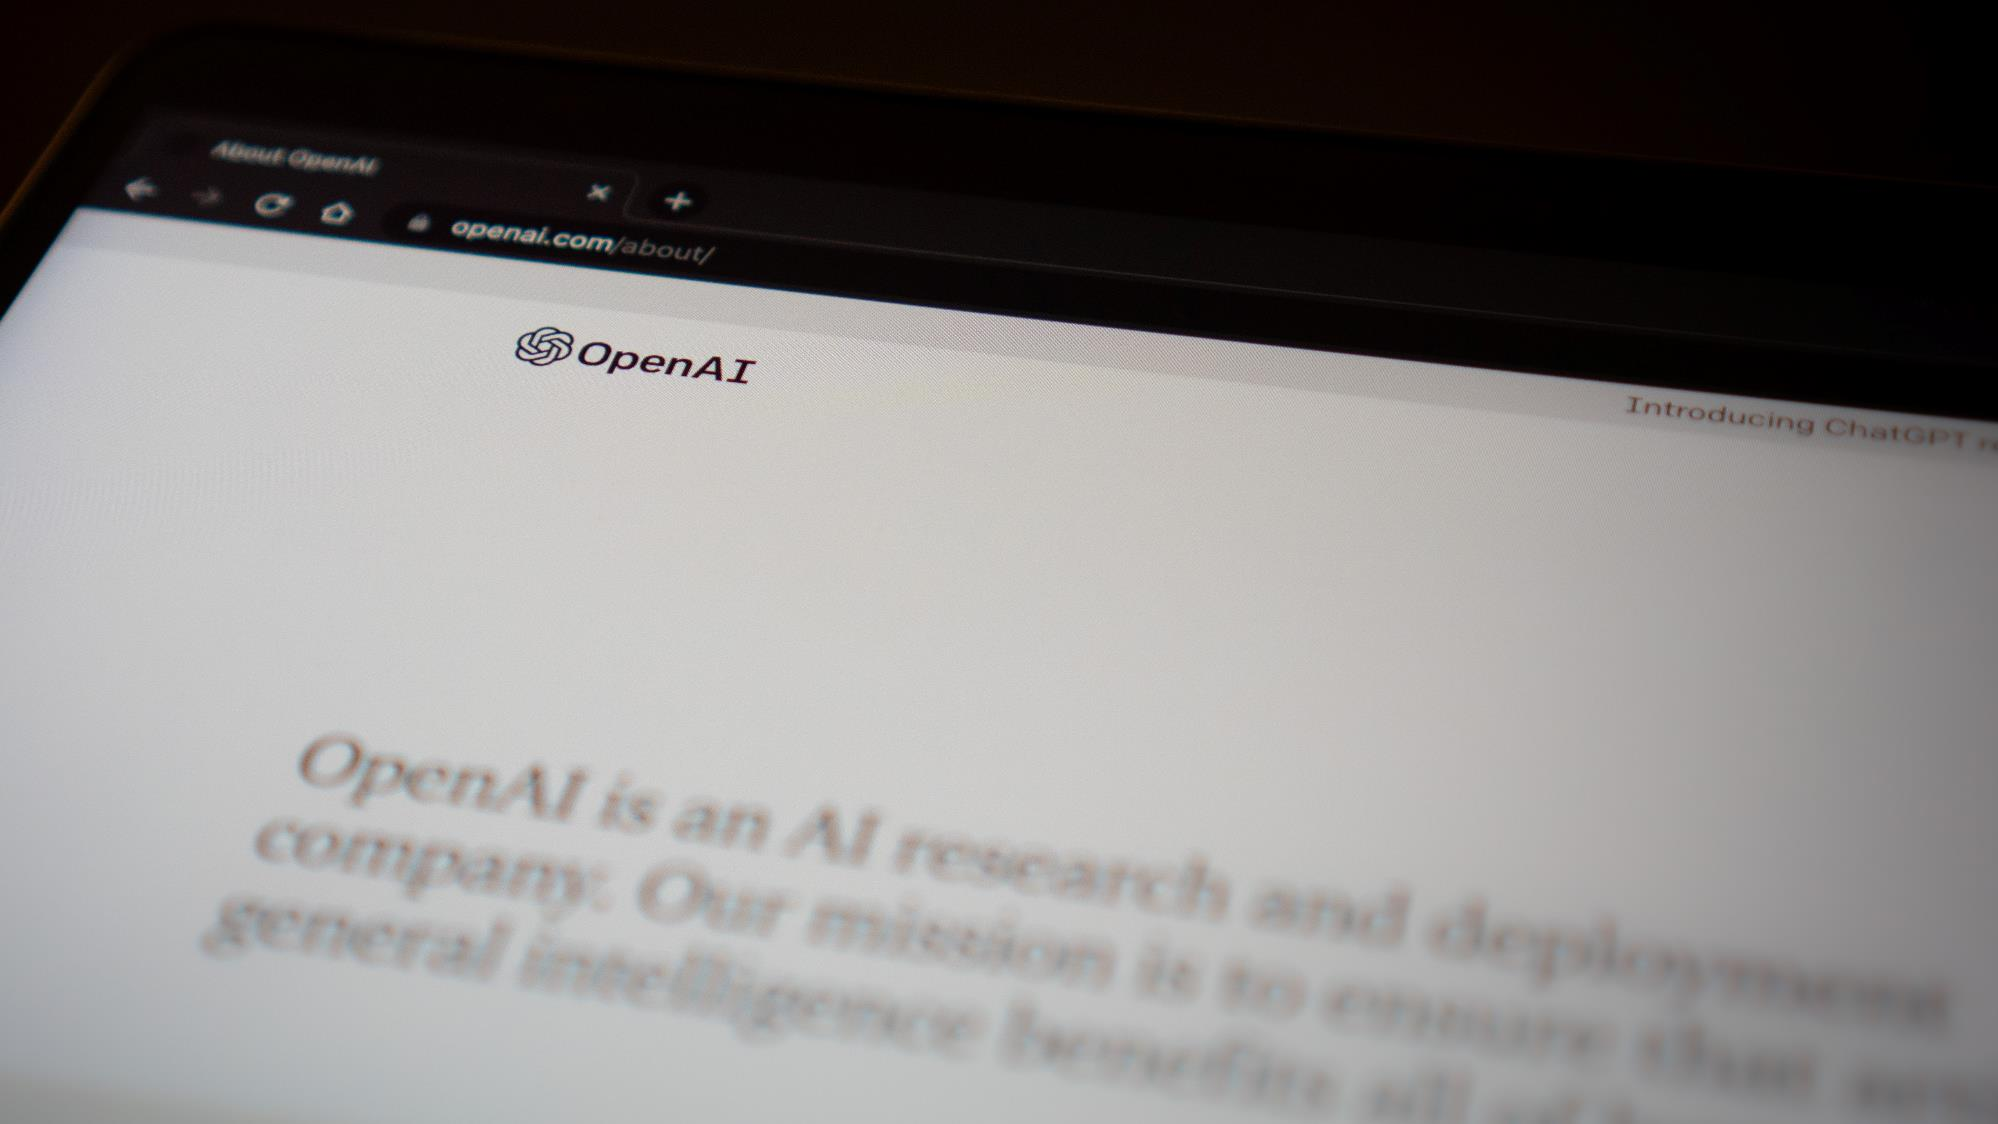 About OpenAI
openai.com/about/
OpenAI
Introducing ChatGPT
OpenAI is an AI research and deployment
company. Our mission is to ensure that
general intelligence benefits all of